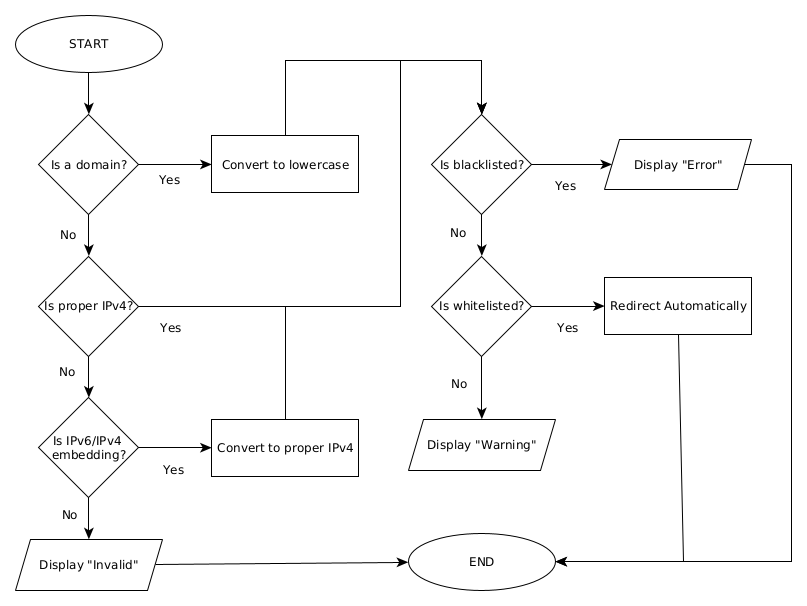 START
Is a domain?
Yes
Convert to lowercase
No
Is proper IPv4?
Yes
No
Is IPv6/IPv4
embedding?
Yes
Convert to proper IPv4
No
Display "Invalid"
Is blacklisted?
Yes
Display "Error"
No
Is whitelisted?
Yes
Redirect Automatically
No
Display "Warning"
END